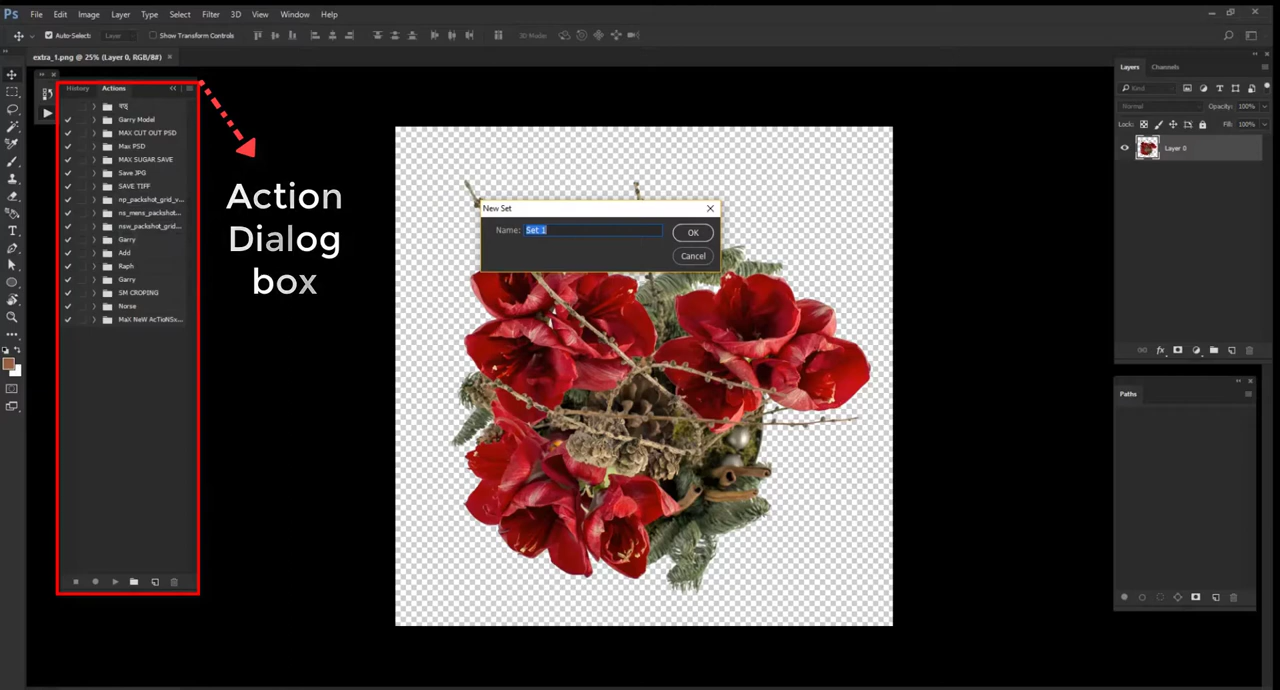 Ps File Edit Image Layer Type Select Filter 3D View Window Help
Auto-Select: Layer Show Transform Controls 3D Mode:
extra_1.png @ 25% (Layer 0, RGB/8#)
History Actions
Garry Model
MAX CUT OUT PSD
Max PSD
MAX SUGAR SAVE
Save JPG
SAVE TIFF
np_packshot_grid_v...
ns_mens_packshot...
nsw_packshot_grid...
Garry
Add
Raph
Garry
SM CROPING
Norse
MaX NeW AcTioNSx...
Action
Dialog
box
New Set
Name: Set 1
OK
Cancel
Layers Channels
Kind
Normal Opacity: 100%
Lock: Fill: 100%
Layer 0
Paths